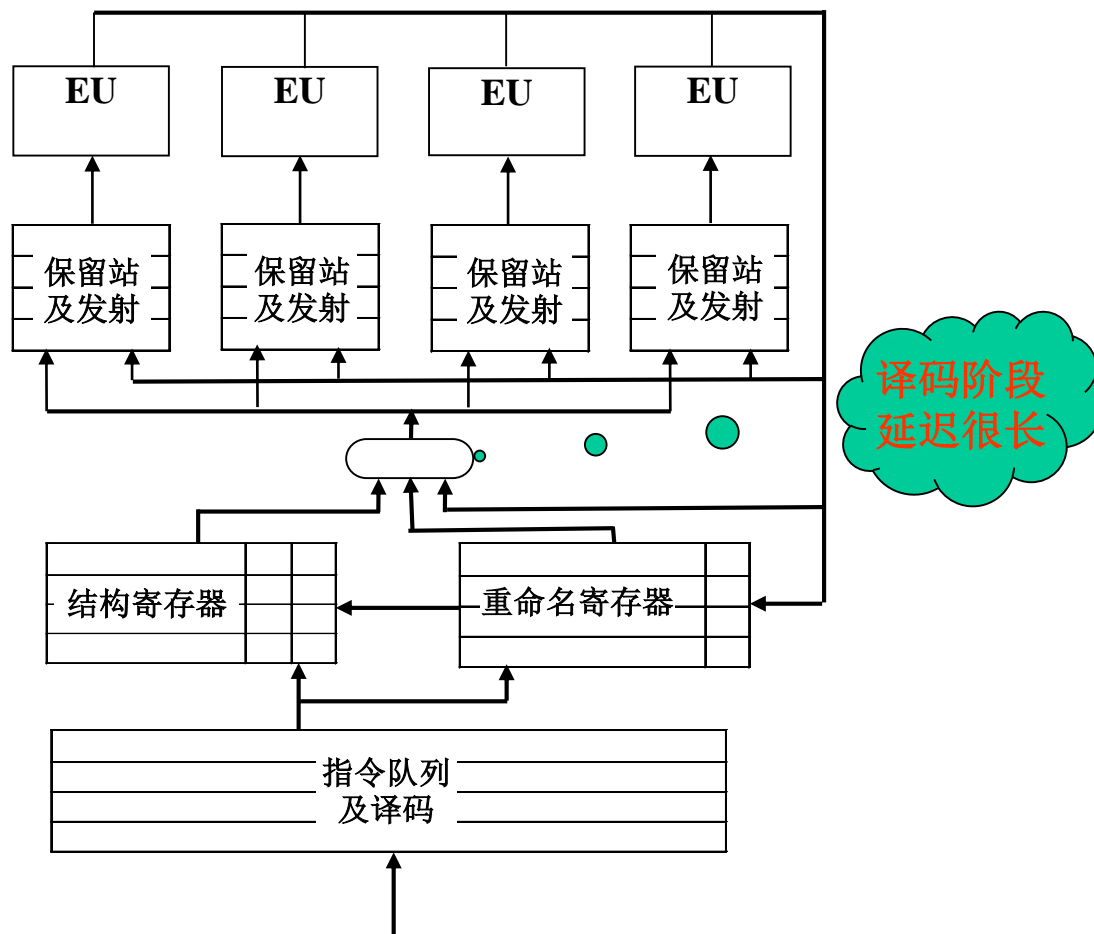 EU
EU
EU
EU
保留站
及发射
保留站
及发射
保留站
及发射
保留站
及发射
译码阶段
延迟很长
结构寄存器
重命名寄存器
指令队列
及译码